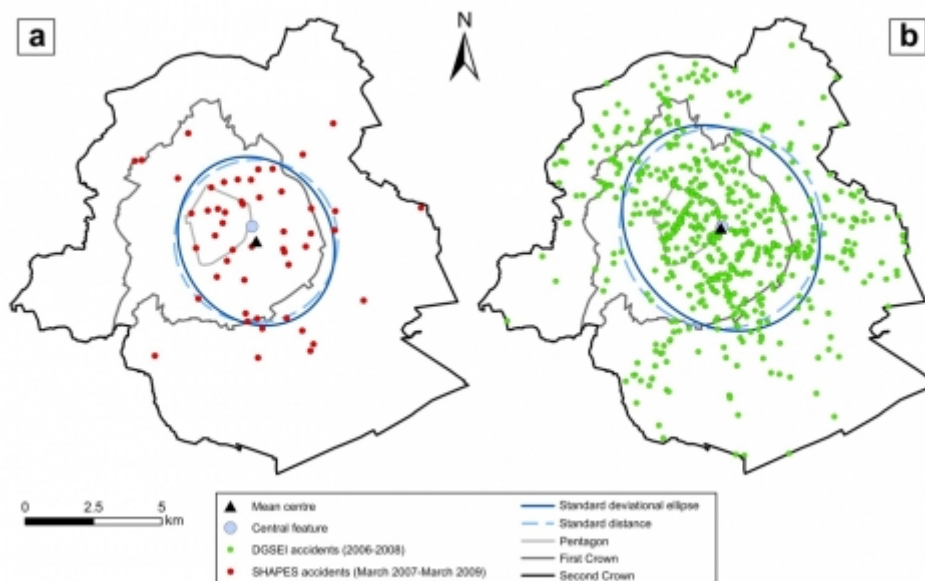 a
N
b
0 2.5 5
km
Mean centre
Central feature
DGSEI accidents (2006-2008)
SHAPES accidents (March 2007-March 2009)
Standard deviational ellipse
Standard distance
Pentagon
First Crown
Second Crown